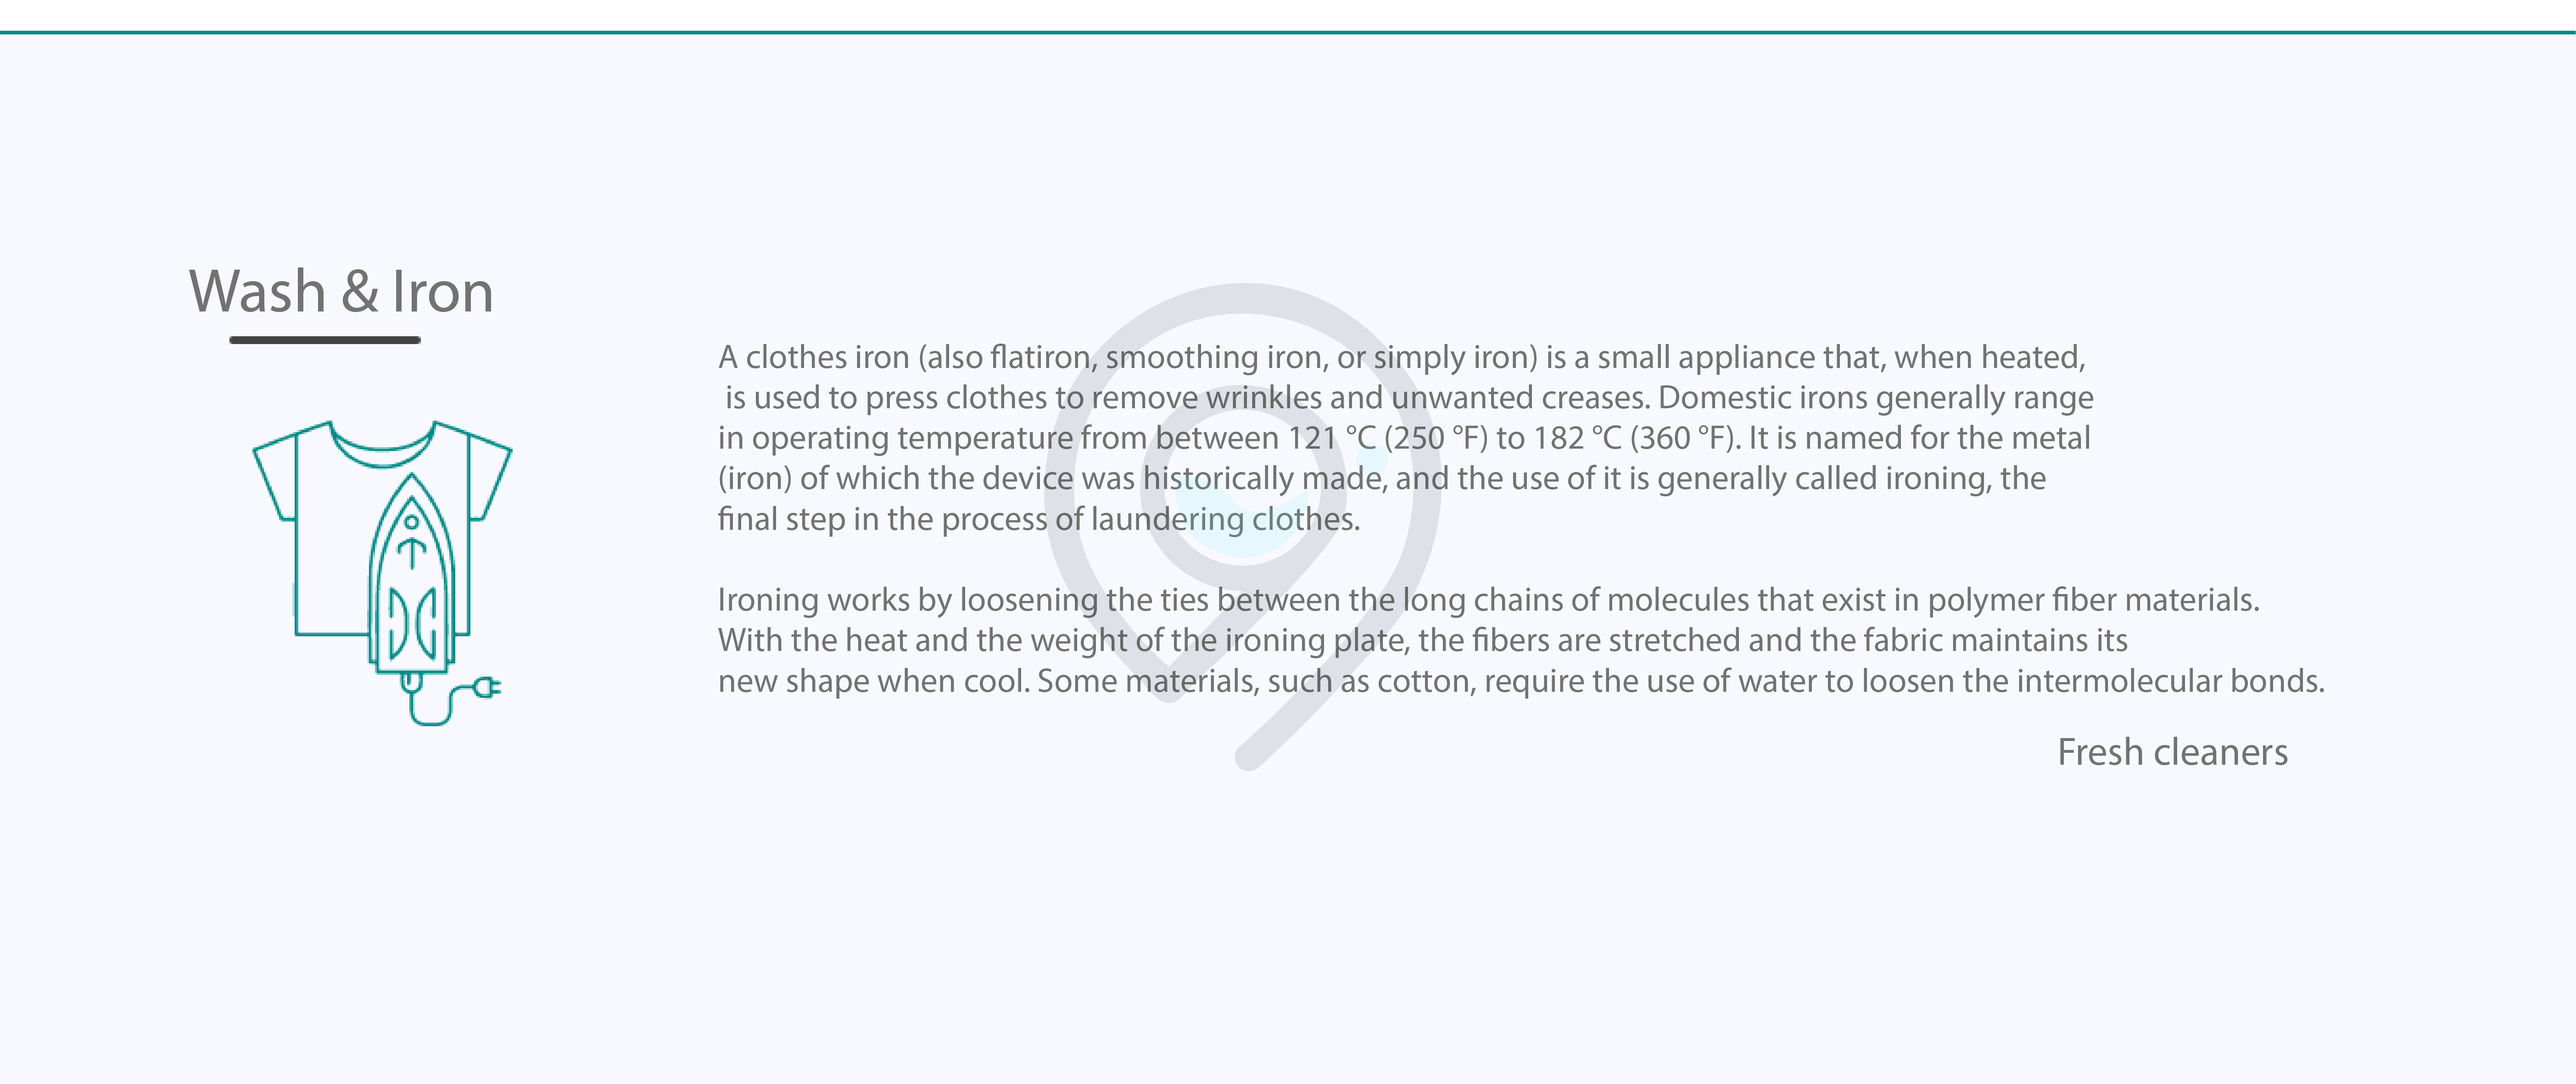 Wash & Iron
A clothes iron (also flatiron, smoothing iron, or simply iron) is a small appliance that, when heated,
is used to press clothes to remove wrinkles and unwanted creases. Domestic irons generally range
in operating temperature from between 121 °C (250 °F) to 182 °C (360 °F). It is named for the metal
(iron) of which the device was historically made, and the use of it is generally called ironing, the
final step in the process of laundering clothes.
Ironing works by loosening the ties between the long chains of molecules that exist in polymer fiber materials.
With the heat and the weight of the ironing plate, the fibers are stretched and the fabric maintains its
new shape when cool. Some materials, such as cotton, require the use of water to loosen the intermolecular bonds.
Fresh cleaners